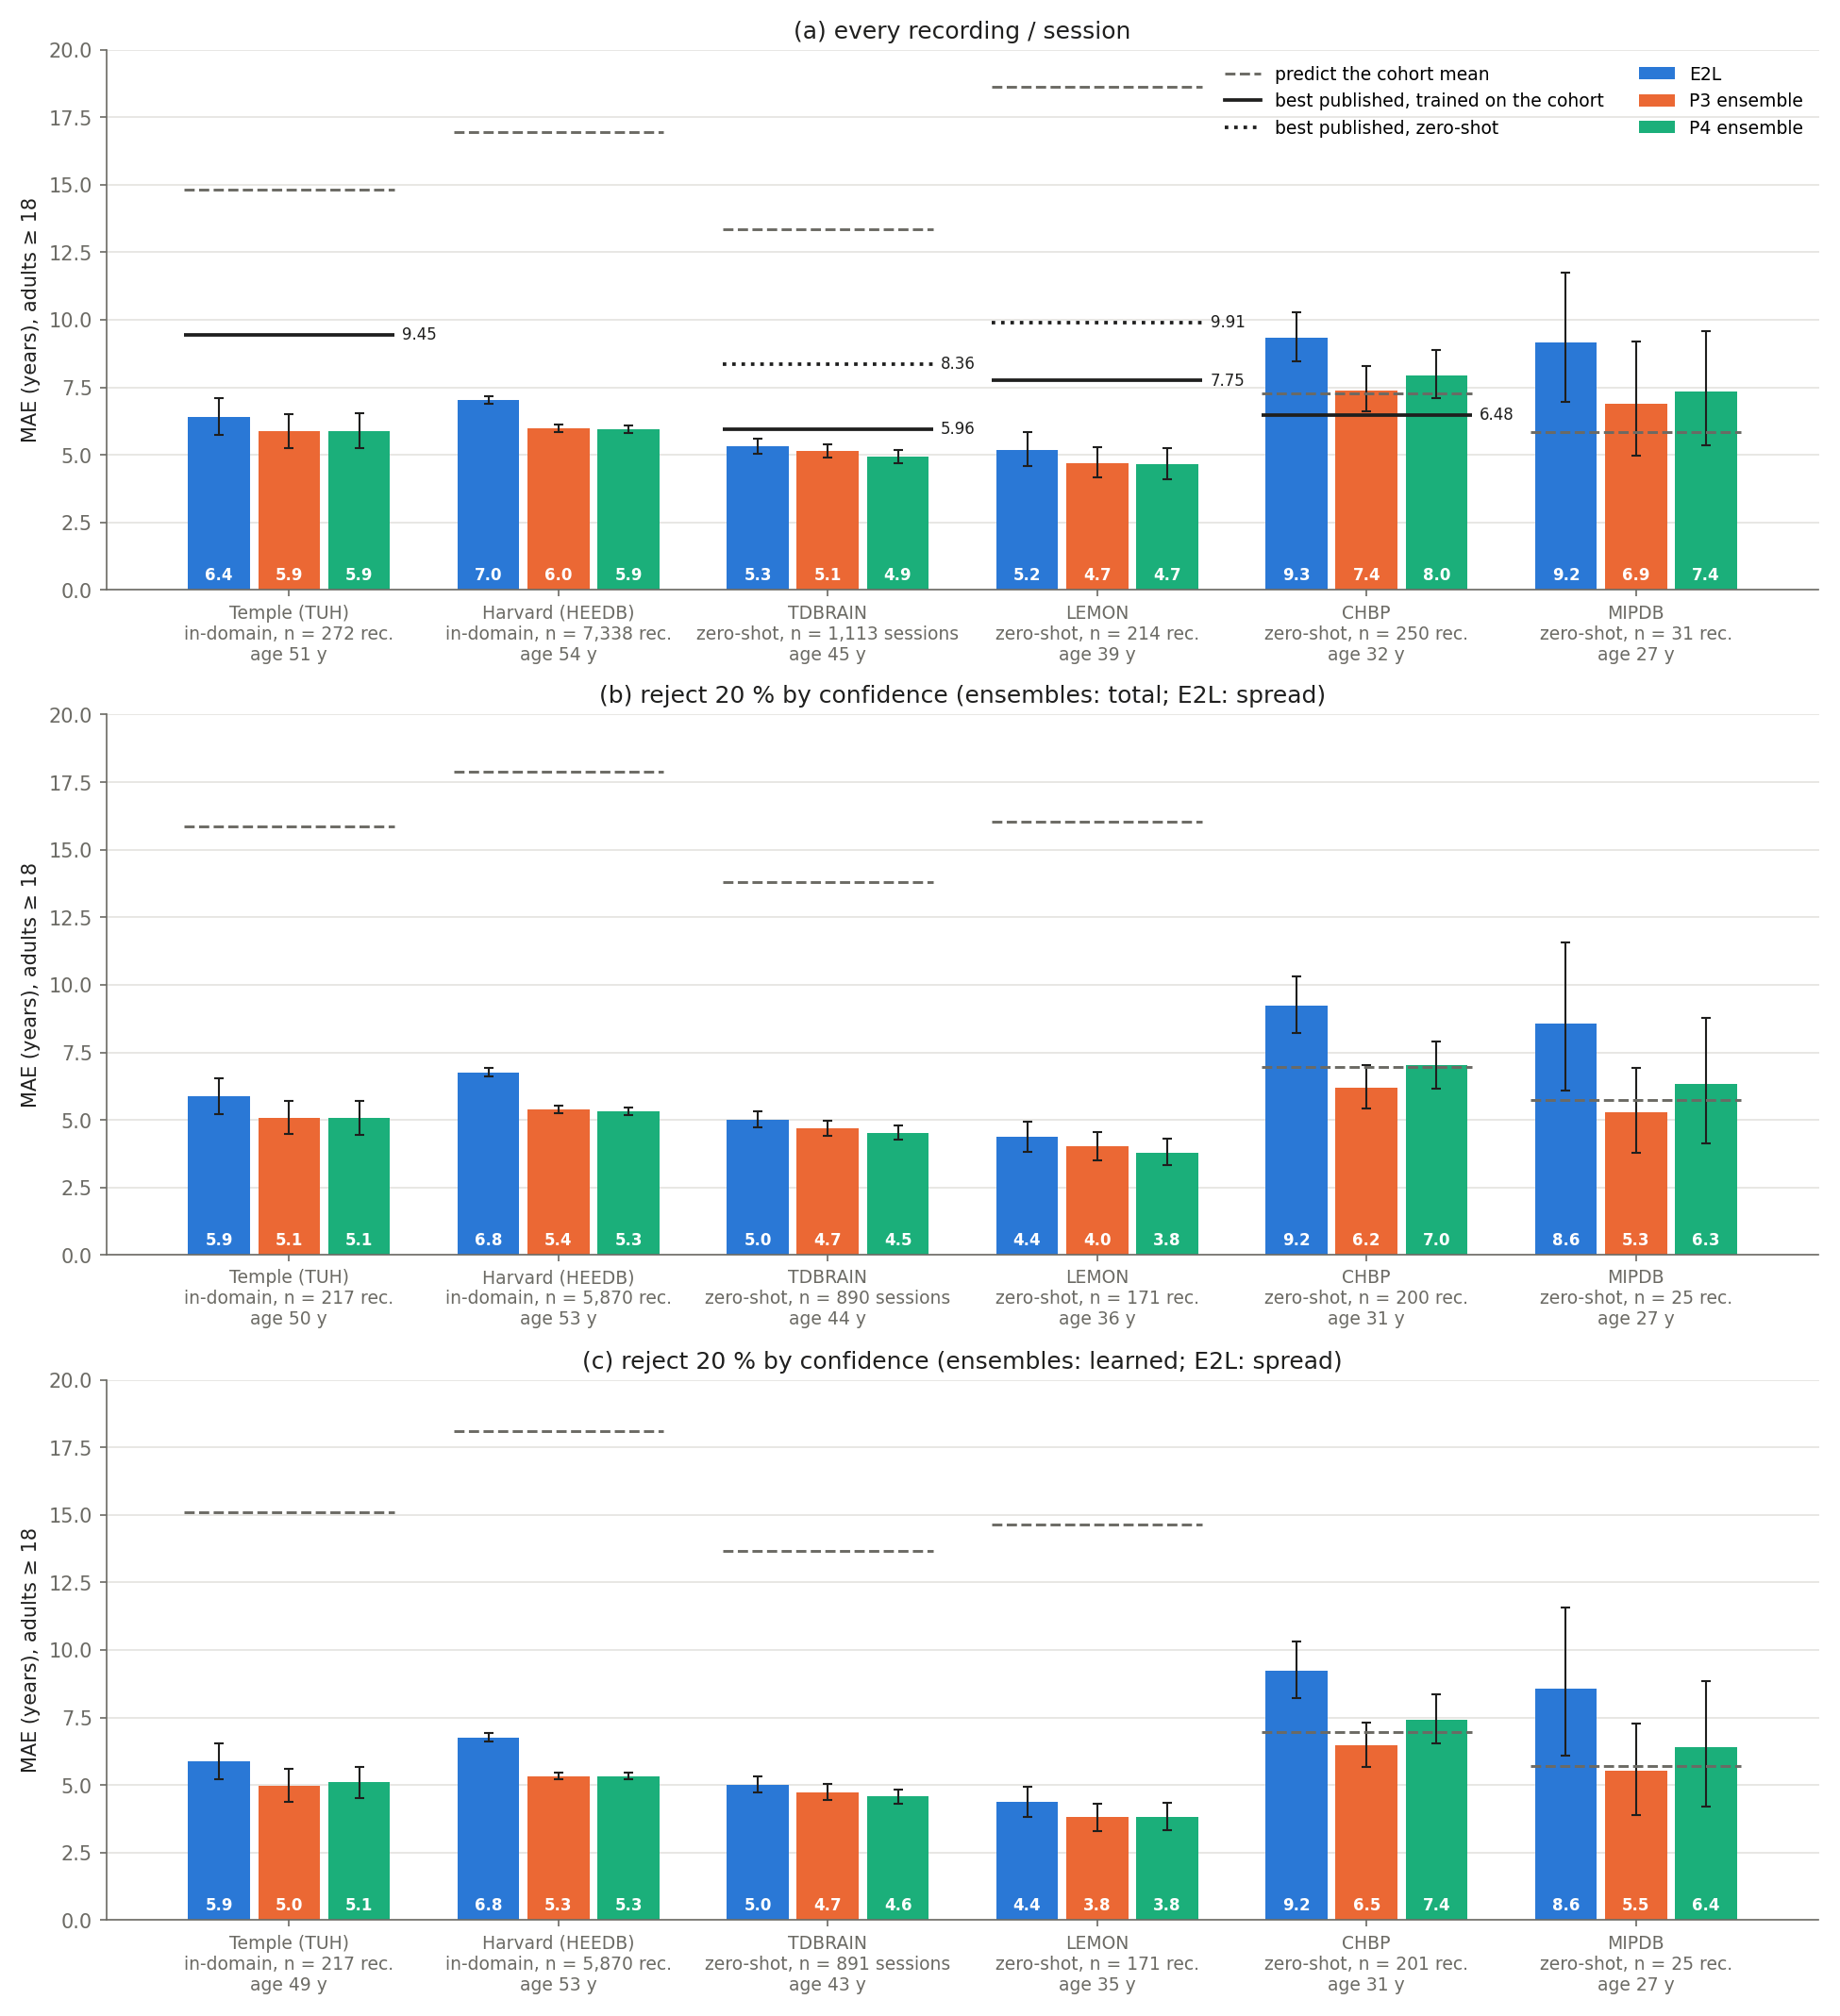 (a) every recording / session
20.0
17.5
15.0
12.5
10.0
7.5
5.0
2.5
0.0
MAE (years), adults ≥ 18
predict the cohort mean
best published, trained on the cohort
best published, zero-shot
E2L
P3 ensemble
P4 ensemble
9.45
8.36
5.96
9.91
7.75
6.48
6.4 5.9 5.9 7.0 6.0 5.9 5.3 5.1 4.9 5.2 4.7 4.7 9.3 7.4 8.0 9.2 6.9 7.4
Temple (TUH)
in-domain, n = 272 rec.
age 51 y
Harvard (HEEDB)
in-domain, n = 7,338 rec.
age 54 y
TDBRAIN
zero-shot, n = 1,113 sessions
age 45 y
LEMON
zero-shot, n = 214 rec.
age 39 y
CHBP
zero-shot, n = 250 rec.
age 32 y
MIPDB
zero-shot, n = 31 rec.
age 27 y
(b) reject 20 % by confidence (ensembles: total; E2L: spread)
20.0
17.5
15.0
12.5
10.0
7.5
5.0
2.5
0.0
MAE (years), adults ≥ 18
5.9 5.1 5.1 6.8 5.4 5.3 5.0 4.7 4.5 4.4 4.0 3.8 9.2 6.2 7.0 8.6 5.3 6.3
Temple (TUH)
in-domain, n = 217 rec.
age 50 y
Harvard (HEEDB)
in-domain, n = 5,870 rec.
age 53 y
TDBRAIN
zero-shot, n = 890 sessions
age 44 y
LEMON
zero-shot, n = 171 rec.
age 36 y
CHBP
zero-shot, n = 200 rec.
age 31 y
MIPDB
zero-shot, n = 25 rec.
age 27 y
(c) reject 20 % by confidence (ensembles: learned; E2L: spread)
20.0
17.5
15.0
12.5
10.0
7.5
5.0
2.5
0.0
MAE (years), adults ≥ 18
5.9 5.0 5.1 6.8 5.3 5.3 5.0 4.7 4.6 4.4 3.8 3.8 9.2 6.5 7.4 8.6 5.5 6.4
Temple (TUH)
in-domain, n = 217 rec.
age 49 y
Harvard (HEEDB)
in-domain, n = 5,870 rec.
age 53 y
TDBRAIN
zero-shot, n = 891 sessions
age 43 y
LEMON
zero-shot, n = 171 rec.
age 35 y
CHBP
zero-shot, n = 201 rec.
age 31 y
MIPDB
zero-shot, n = 25 rec.
age 27 y